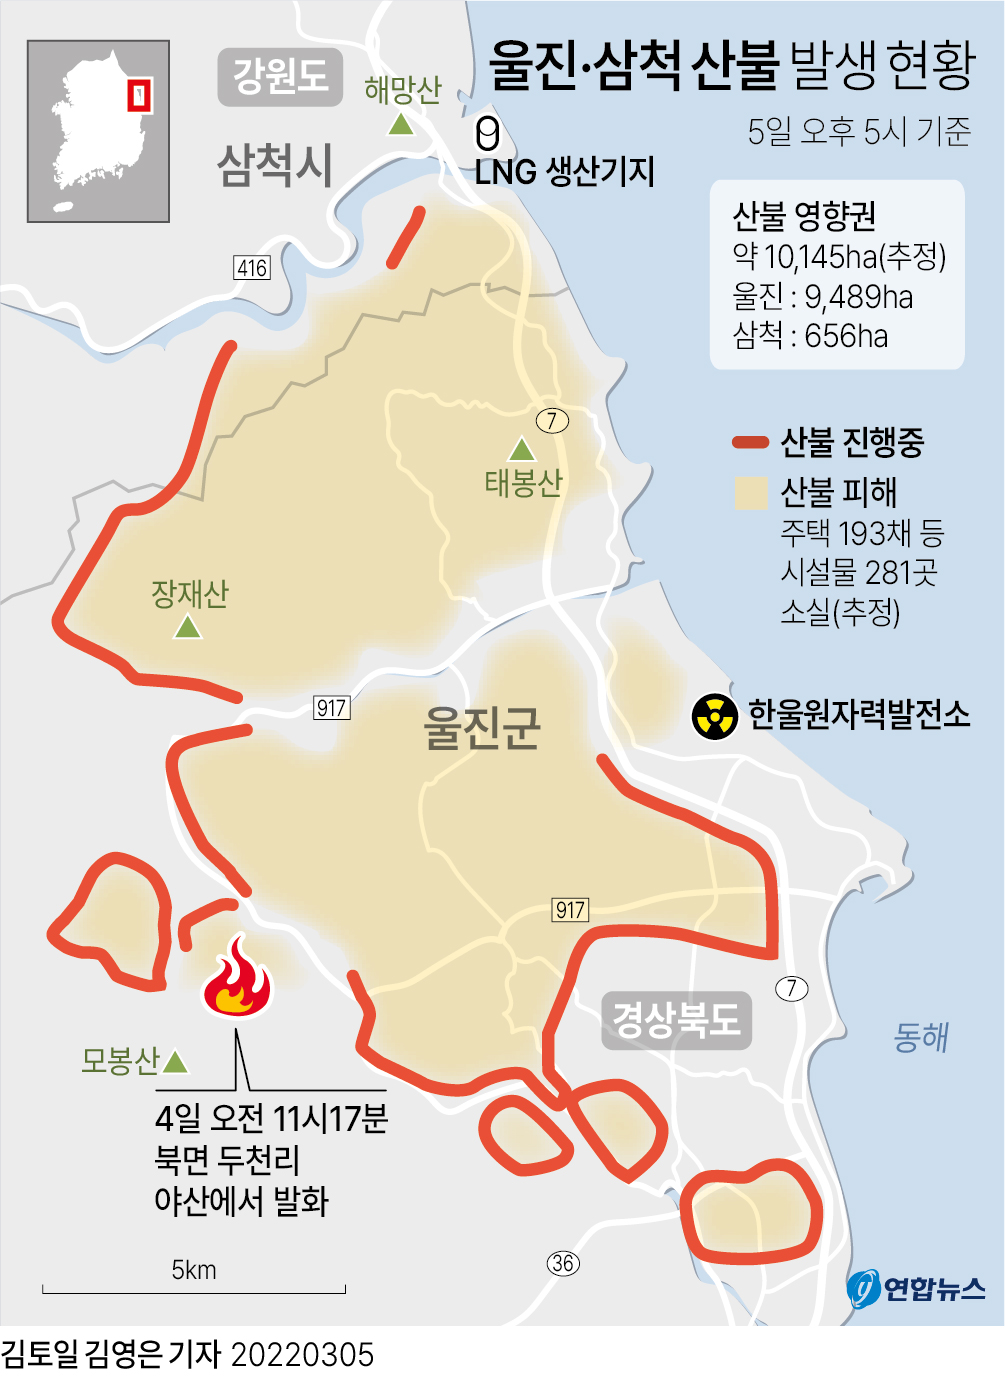 울진·삼척 산불 발생 현황
5일 오후 5시 기준
강원도
해망산
삼척시
LNG 생산기지
산불 영향권
약 10,145ha(추정)
울진 : 9,489ha
삼척 : 656ha
416
7
산불 진행중
산불 피해
주택 193채 등
시설물 281곳
소실(추정)
태봉산
장재산
917
울진군
한울원자력발전소
917
7
경상북도
동해
모봉산
4일 오전 11시17분
북면 두천리
야산에서 발화
36
5km
연합뉴스
김토일 김영은 기자 20220305